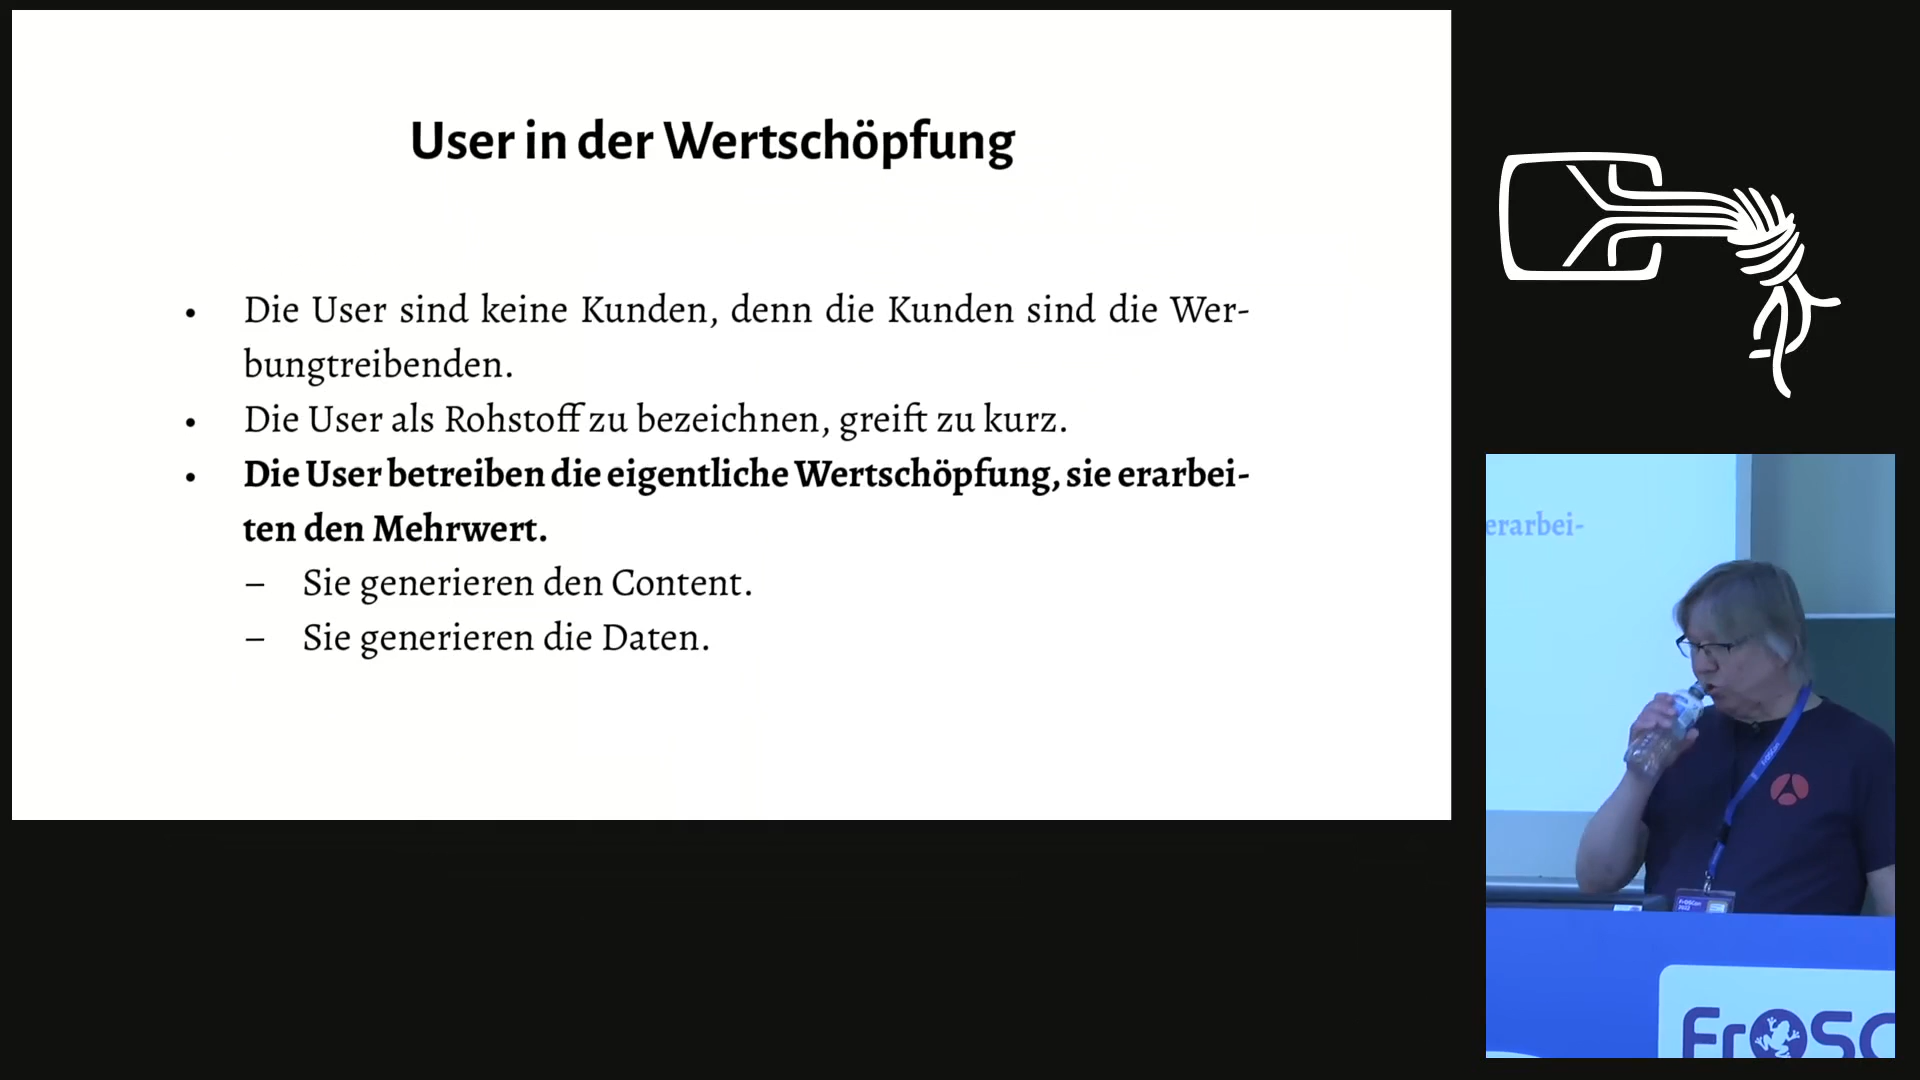 User in der Wertschöpfung
• Die User sind keine Kunden, denn die Kunden sind die Wer-
bungtreibenden.
• Die User als Rohstoff zu bezeichnen, greift zu kurz.
• Die User betreiben die eigentliche Wertschöpfung, sie erarbei-
ten den Mehrwert.
– Sie generieren den Content.
– Sie generieren die Daten.
erarbei-
FrOSCon
2022
FrOSC